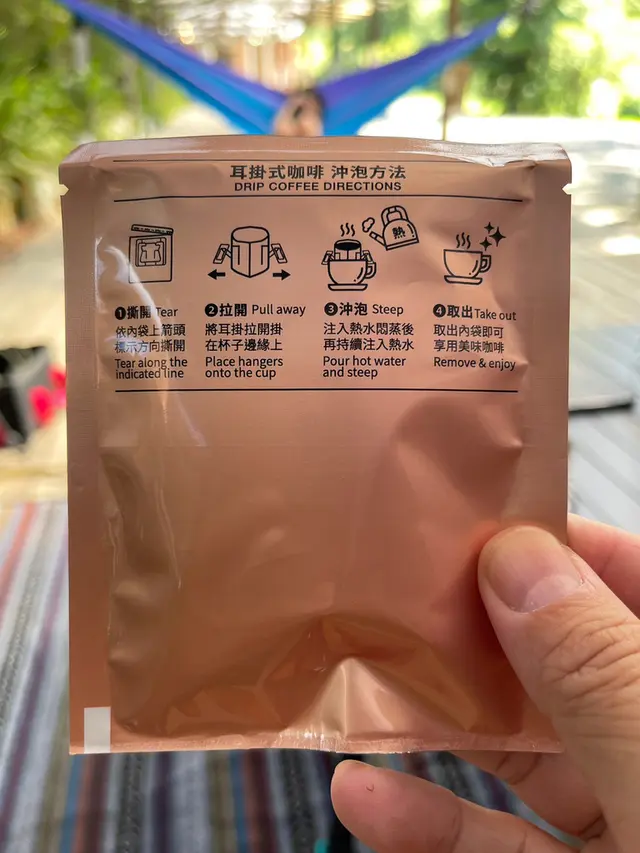 耳掛式咖啡 沖泡方法
DRIP COFFEE DIRECTIONS
熱
❶撕開 Tear
依內袋上箭頭
標示方向撕開
Tear along the
indicated line
❷拉開 Pull away
將耳掛拉開掛
在杯子邊緣上
Place hangers
onto the cup
❸沖泡 Steep
注入熱水悶蒸後
再持續注入熱水
Pour hot water
and steep
❹取出 Take out
取出內袋即可
享用美味咖啡
Remove & enjoy